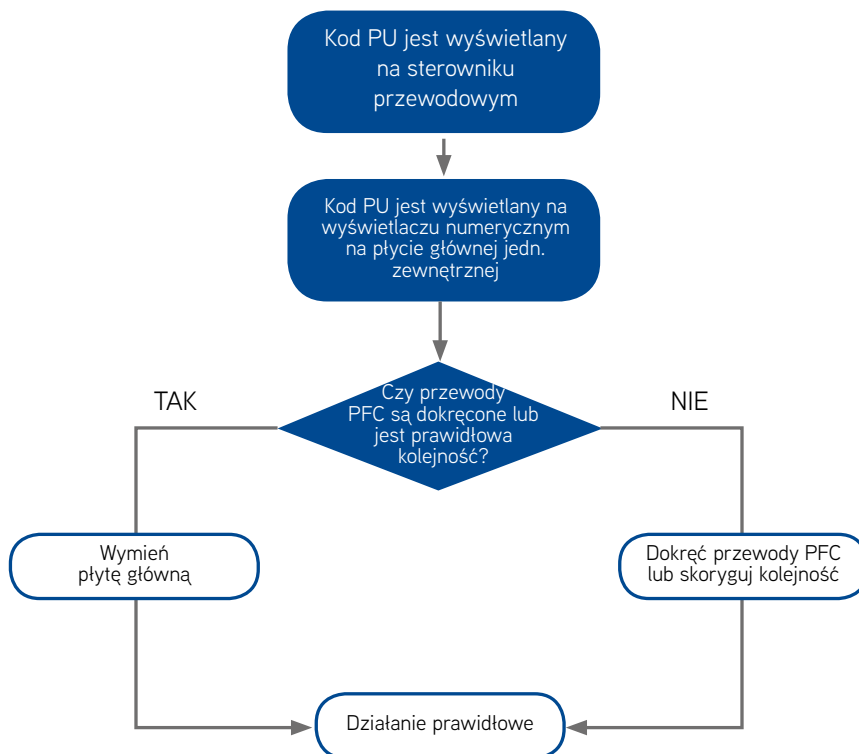 Kod PU jest wyświetlany
na sterowniku
przewodowym
Kod PU jest wyświetlany na
wyświetlaczu numerycznym
na płycie głównej jedn.
zewnętrznej
Czy przewody
PFC są dokręcone lub
jest prawidłowa
kolejność?
TAK
NIE
Wymień
płytę główną
Dokręć przewody PFC
lub skoryguj kolejność
Działanie prawidłowe